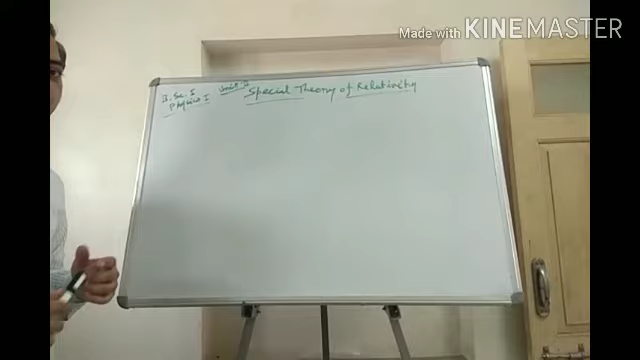 Made with KINEMASTER
B.Sc. I Unit-II Special Theory of Relativity
Physics I